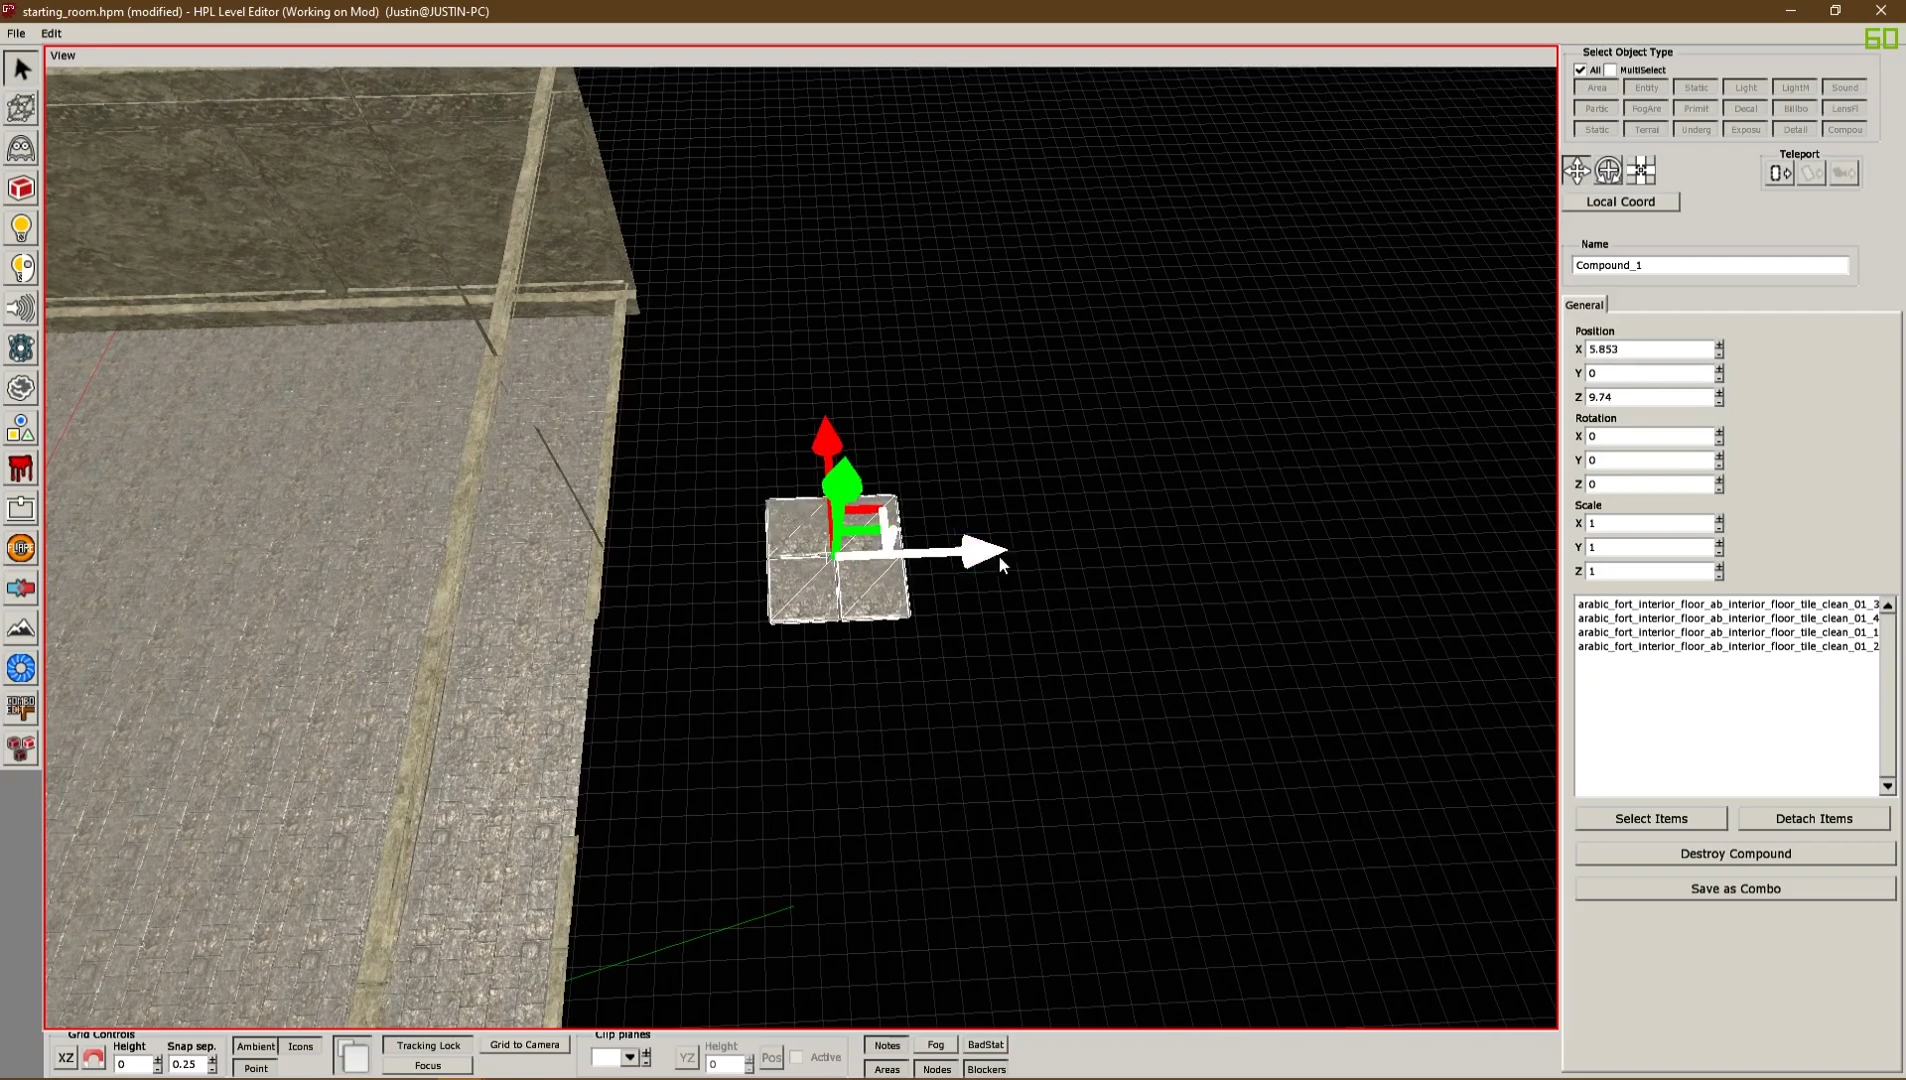 starting_room.hpm (modified) - HPL Level Editor (Working on Mod) (Justin@JUSTIN-PC)
File Edit
60
View
Select Object Type
All MultiSelect
Area Entity Static Light LightM Sound
Partic FogAre Primit Decal Billbo LensFl
Static Terrai Underg Exposu Detail Compou
Teleport
Local Coord
Name
Compound_1
General
Position
X 5.853
Y 0
Z 9.74
Rotation
X 0
Y 0
Z 0
Scale
X 1
Y 1
Z 1
arabic_fort_interior_floor_ab_interior_floor_tile_clean_01_3
arabic_fort_interior_floor_ab_interior_floor_tile_clean_01_4
arabic_fort_interior_floor_ab_interior_floor_tile_clean_01_1
arabic_fort_interior_floor_ab_interior_floor_tile_clean_01_2
Select Items Detach Items
Destroy Compound
Save as Combo
FLARE
COMBO
Grid Controls
XZ Height Snap sep.
0 0.25
Ambient Icons
Point
Tracking Lock Grid to Camera
Focus
Clip planes
YZ Height Pos Active
0
Notes Fog BadStat
Areas Nodes Blockers